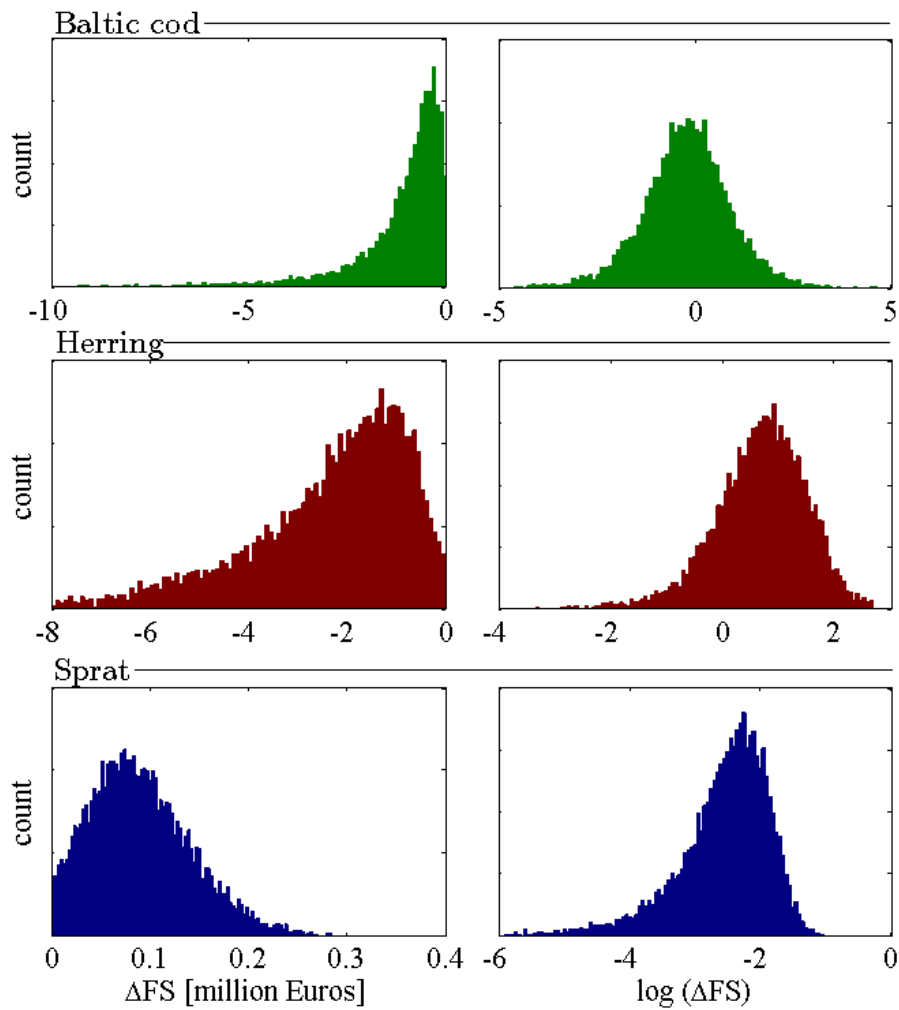 Baltic cod
count
-10 -5 0
-5 0 5
Herring
count
-8 -6 -4 -2 0
-4 -2 0 2
Sprat
count
0 0.1 0.2 0.3 0.4
-6 -4 -2 0
ΔFS [million Euros]
log (ΔFS)